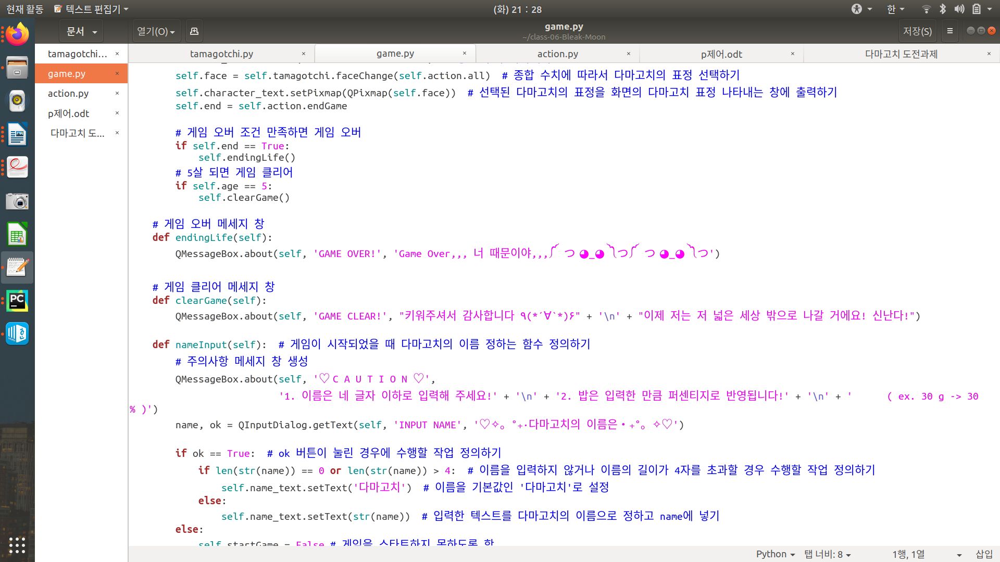 현재 활동
텍스트 편집기
(화) 21 : 28
한
문서
열기(O)
game.py
~/class-06-Bleak-Moon
저장(S)
tamagotchi...
game.py
action.py
p제어.odt
다마고치 도...
tamagotchi.py
game.py
action.py
p제어.odt
다마고치 도전과제
self.face = self.tamagotchi.faceChange(self.action.all)  # 종합 수치에 따라서 다마고치의 표정 선택하기
self.character_text.setPixmap(QPixmap(self.face))  # 선택된 다마고치의 표정을 화면의 다마고치 표정 나타내는 창에 출력하기
self.end = self.action.endGame
# 게임 오버 조건 만족하면 게임 오버
if self.end == True:
self.endingLife()
# 5살 되면 게임 클리어
if self.age == 5:
self.clearGame()
# 게임 오버 메세지 창
def endingLife(self):
QMessageBox.about(self, 'GAME OVER!', 'Game Over,,, 너 때문이야,,,༼ つ ◕_◕ ༽つ༼ つ ◕_◕ ༽つ')
# 게임 클리어 메세지 창
def clearGame(self):
QMessageBox.about(self, 'GAME CLEAR!', "키워주셔서 감사합니다 ٩(*´∀`*)۶" + '\n' + "이제 저는 저 넓은 세상 밖으로 나갈 거에요! 신난다!")
def nameInput(self):  # 게임이 시작되었을 때 다마고치의 이름 정하는 함수 정의하기
# 주의사항 메세지 창 생성
QMessageBox.about(self, '♡ C A U T I O N ♡',
'1. 이름은 네 글자 이하로 입력해 주세요!' + '\n' + '2. 밥은 입력한 만큼 퍼센티지로 반영됩니다!' + '\n' + '      ( ex. 30 g -> 30
% )')
name, ok = QInputDialog.getText(self, 'INPUT NAME', '♡✧。°₊·다마고치의 이름은・₊°。✧♡')
if ok == True:  # ok 버튼이 눌린 경우에 수행할 작업 정의하기
if len(str(name)) == 0 or len(str(name)) > 4:  # 이름을 입력하지 않거나 이름의 길이가 4자를 초과할 경우 수행할 작업 정의하기
self.name_text.setText('다마고치')  # 이름을 기본값인 '다마고치'로 설정
else:
self.name_text.setText(str(name))  # 입력한 텍스트를 다마고치의 이름으로 정하고 name에 넣기
else:
self.startGame = False # 게임을 스타트하지 못하도록 함
Python
탭 너비: 8
1행, 1열
삽입
PC